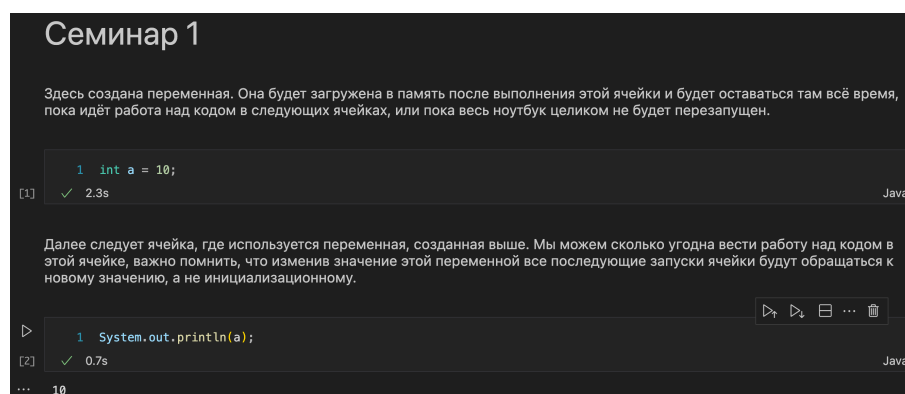 Семинар 1
Здесь создана переменная. Она будет загружена в память после выполнения этой ячейки и будет оставаться там всё время,
пока идёт работа над кодом в следующих ячейках, или пока весь ноутбук целиком не будет перезапущен.
1 int a = 10;
[1] 2.3s Java
Далее следует ячейка, где используется переменная, созданная выше. Мы можем сколько угодна вести работу над кодом в
этой ячейке, важно помнить, что изменив значение этой переменной все последующие запуски ячейки будут обращаться к
новому значению, а не инициализационному.
1 System.out.println(a);
[2] 0.7s Java
... 10